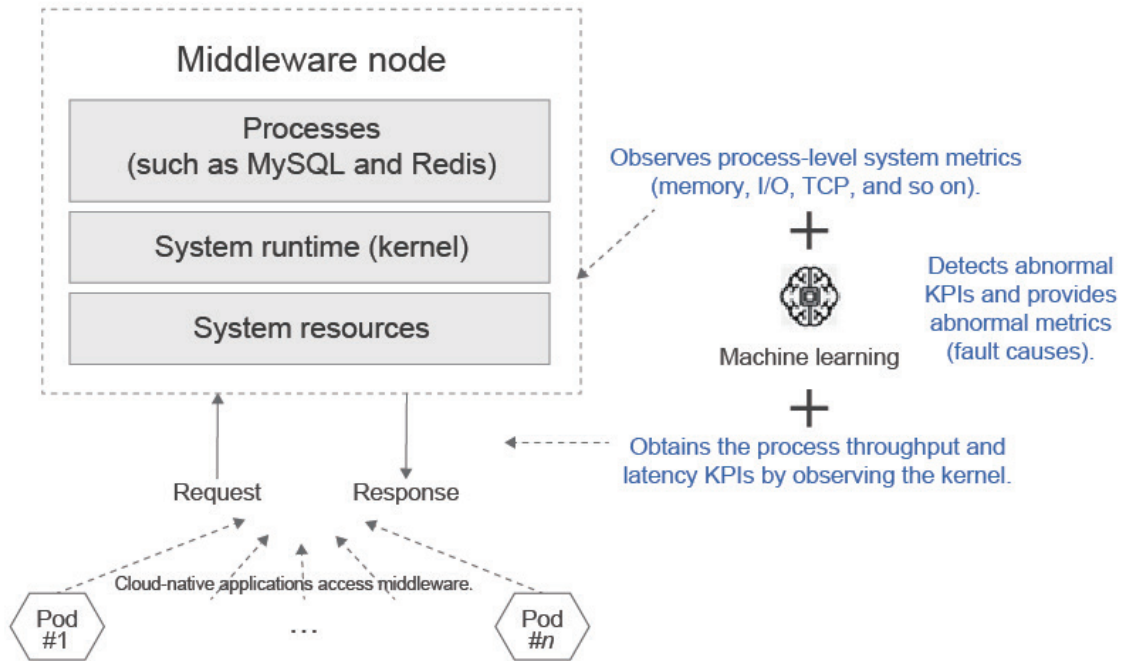 Middleware node
Processes
(such as MySQL and Redis)
System runtime (kernel)
System resources
Observes process-level system metrics
(memory, I/O, TCP, and so on).
+
Machine learning
Detects abnormal
KPIs and provides
abnormal metrics
(fault causes).
+
Obtains the process throughput and
latency KPIs by observing the kernel.
Request
Response
Cloud-native applications access middleware.
Pod
#1
...
Pod
#n